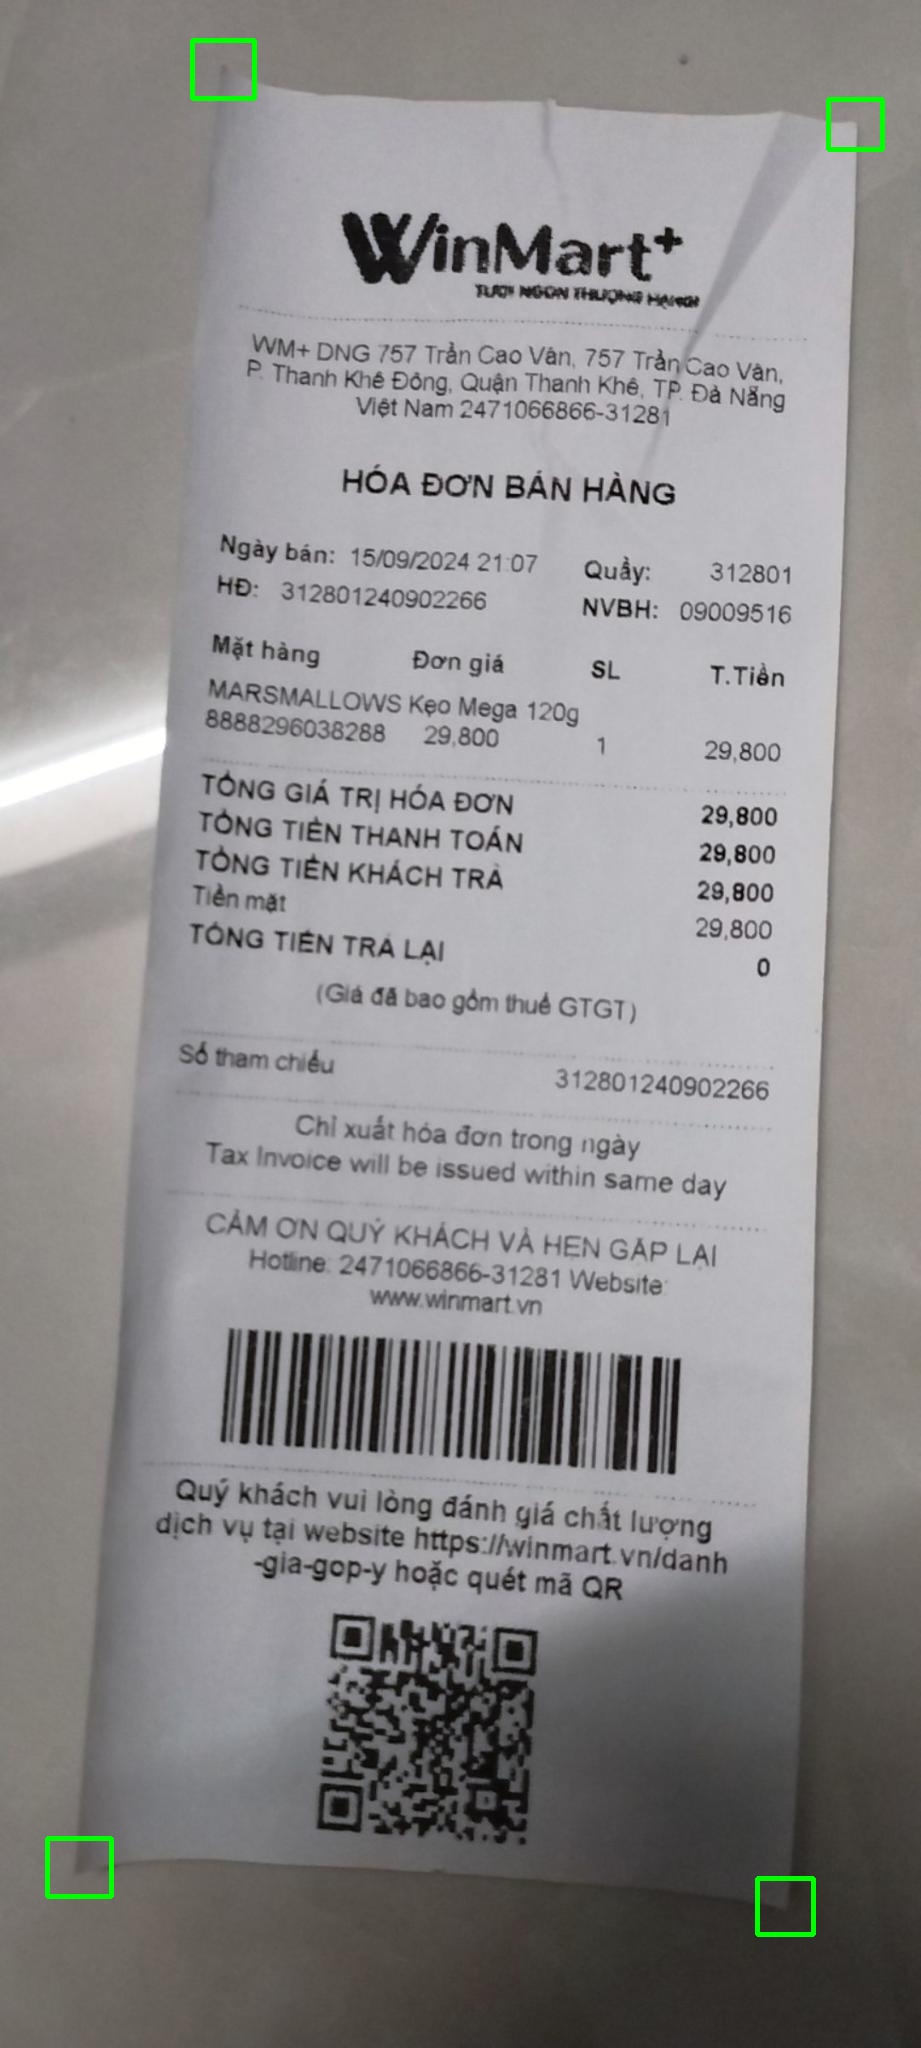 WinMart+
TƯƠI NGON THƯỢNG HẠNG!
WM+ DNG 757 Trần Cao Vân, 757 Trần Cao Vân,
P. Thanh Khê Đông, Quận Thanh Khê, TP. Đà Nẵng
Việt Nam 2471066866-31281
HÓA ĐƠN BÁN HÀNG
Ngày bán: 15/09/2024 21:07 Quầy: 312801
HĐ: 312801240902266 NVBH: 09009516
Mặt hàng Đơn giá SL T.Tiền
MARSMALLOWS Kẹo Mega 120g
8888296038288 29,800 1 29,800
TỔNG GIÁ TRỊ HÓA ĐƠN 29,800
TỔNG TIỀN THANH TOÁN 29,800
TỔNG TIỀN KHÁCH TRẢ 29,800
Tiền mặt 29,800
TỔNG TIỀN TRẢ LẠI 0
(Giá đã bao gồm thuế GTGT)
Số tham chiếu 312801240902266
Chỉ xuất hóa đơn trong ngày
Tax Invoice will be issued within same day
CẢM ƠN QUÝ KHÁCH VÀ HẸN GẶP LẠI
Hotline: 2471066866-31281 Website:
www.winmart.vn
Quý khách vui lòng đánh giá chất lượng
dịch vụ tại website https://winmart.vn/danh
-gia-gop-y hoặc quét mã QR